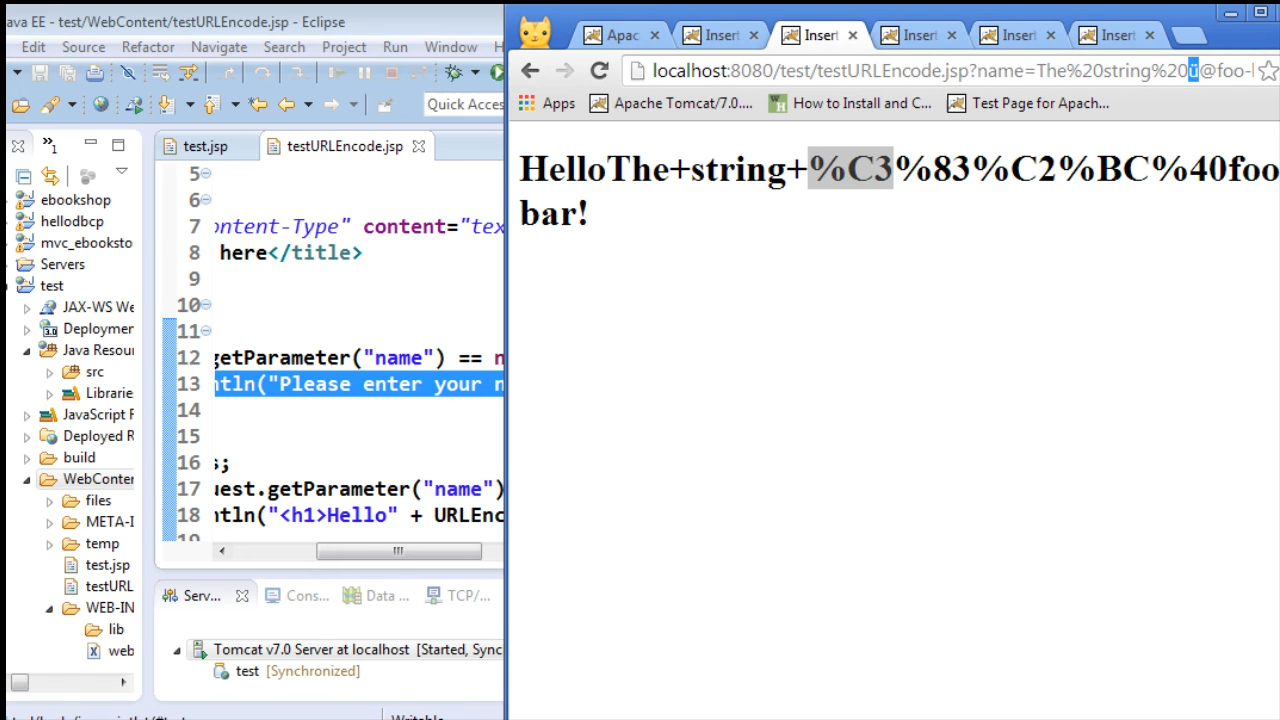 ava EE - test/WebContent/testURLEncode.jsp - Eclipse
Edit Source Refactor Navigate Search Project Run Window
Quick Acces
test.jsp testURLEncode.jsp
ebookshop
hellodbcp
mvc_ebooksto
Servers
test
JAX-WS We
Deploymer
Java Resour
src
Librarie
JavaScript F
Deployed R
build
WebConter
files
META-I
temp
test.jsp
testURL
WEB-IN
lib
web
5
6
7 ontent-Type" content="tex
8 here</title>
9
10
11
12 getParameter("name") == n
13 ntln("Please enter your n
14
15
16 s;
17 uest.getParameter("name")
18 ntln("<h1>Hello" + URLEnc
19
Serv... Cons... Data ... TCP/...
Tomcat v7.0 Server at localhost [Started, Sync
test [Synchronized]
Writable
Apac Insert Insert Insert Insert Insert
localhost:8080/test/testURLEncode.jsp?name=The%20string%20ü@foo-l
Apps Apache Tomcat/7.0.... How to Install and C... Test Page for Apach...
HelloThe+string+%C3%83%C2%BC%40foo
bar!